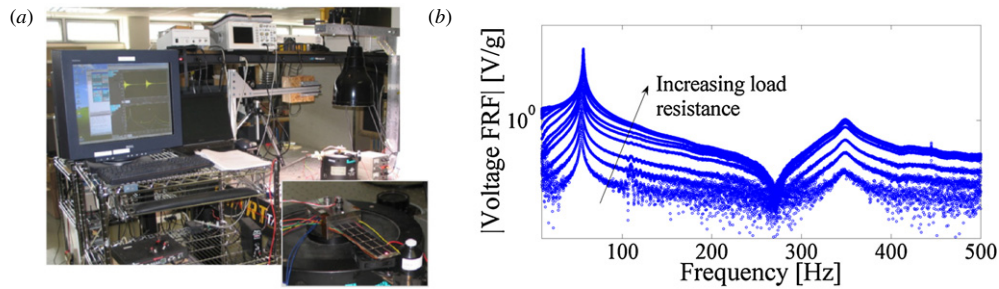 (a)
(b)
|Voltage FRF| [V/g]
10⁰
Increasing load
resistance
100
200
300
400
500
Frequency [Hz]